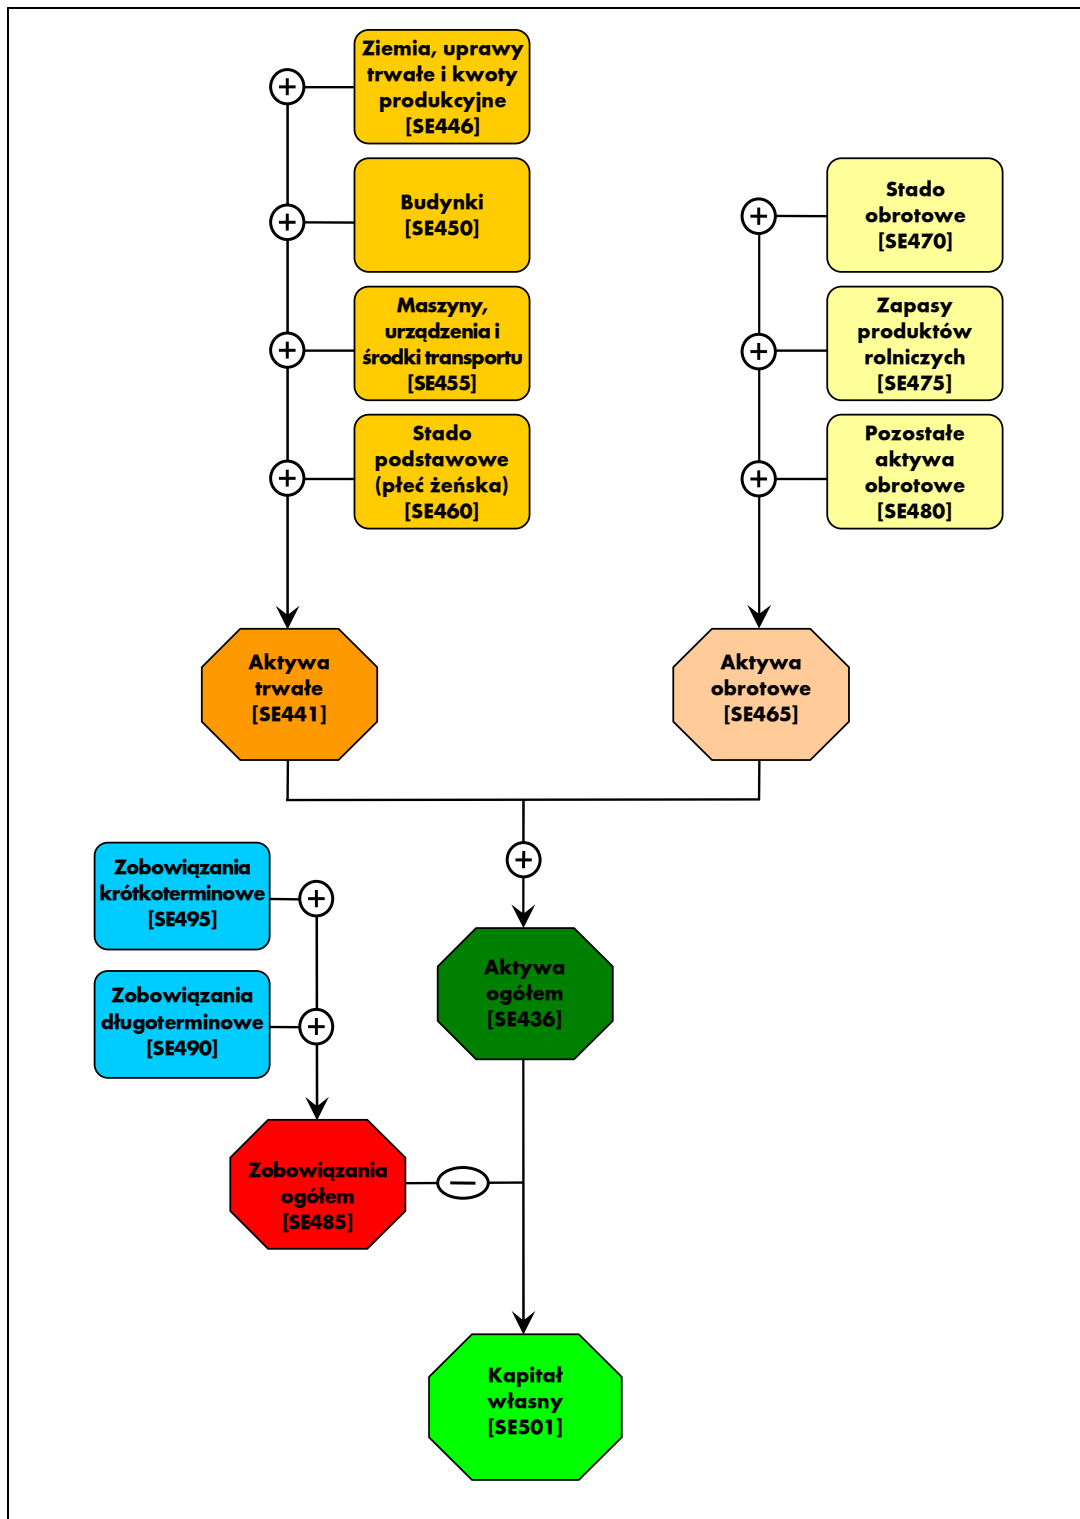 Ziemia, uprawy
trwałe i kwoty
produkcyjne
[SE446]
Budynki
[SE450]
Maszyny,
urządzenia i
środki transportu
[SE455]
Stado
podstawowe
(płeć żeńska)
[SE460]
Stado
obrotowe
[SE470]
Zapasy
produktów
rolniczych
[SE475]
Pozostałe
aktywa
obrotowe
[SE480]
Aktywa
trwałe
[SE441]
Aktywa
obrotowe
[SE465]
Zobowiązania
krótkoterminowe
[SE495]
Zobowiązania
długoterminowe
[SE490]
Aktywa
ogółem
[SE436]
Zobowiązania
ogółem
[SE485]
Kapitał
własny
[SE501]